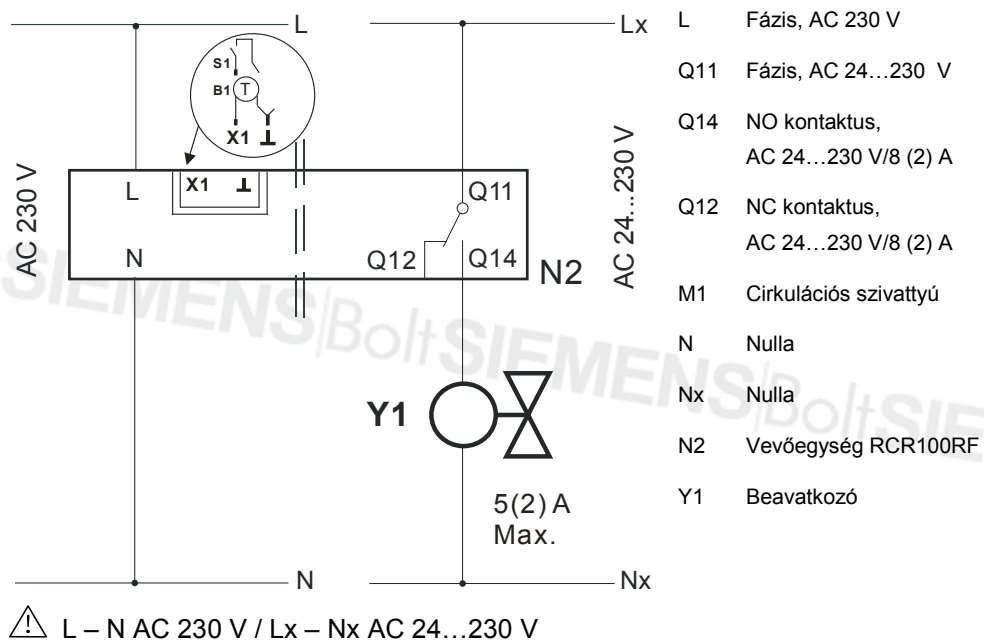 L
Lx
S1
B1 T
X1
AC 230 V
L
X1
Q11
N
Q12
Q14
N2
AC 24...230 V
Y1
5(2) A
Max.
N
Nx
L Fázis, AC 230 V
Q11 Fázis, AC 24…230 V
Q14 NO kontaktus,
AC 24…230 V/8 (2) A
Q12 NC kontaktus,
AC 24…230 V/8 (2) A
M1 Cirkulációs szivattyú
N Nulla
Nx Nulla
N2 Vevőegység RCR100RF
Y1 Beavatkozó
SIEMENS|Bolt SIEMENS|Bolt SIE
L – N AC 230 V / Lx – Nx AC 24…230 V